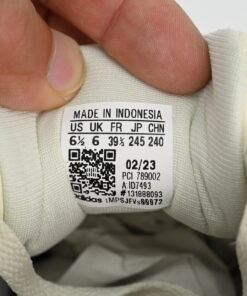 MADE IN INDONESIA
US UK FR JP CHN
6½ 6 39⅓ 245 240
02/23
PCI 789002
A:ID7493
#131888093
adidas